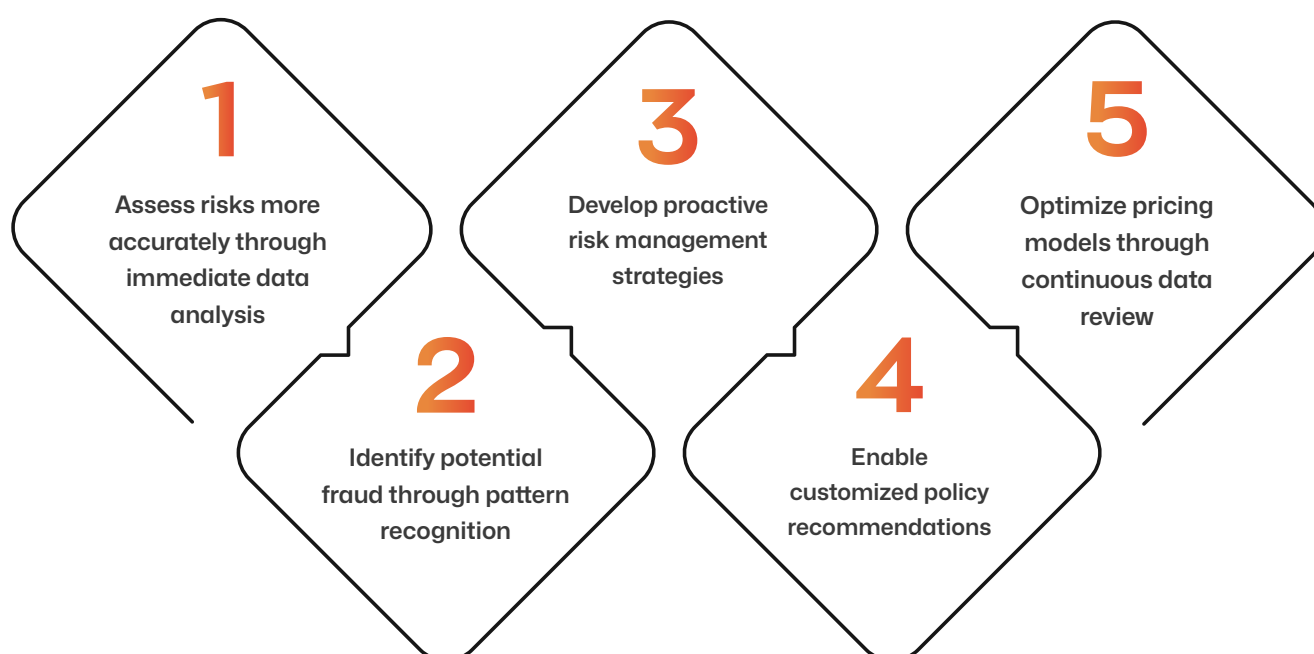 1
Assess risks more
accurately through
immediate data
analysis
2
Identify potential
fraud through pattern
recognition
3
Develop proactive
risk management
strategies
4
Enable
customized policy
recommendations
5
Optimize pricing
models through
continuous data
review